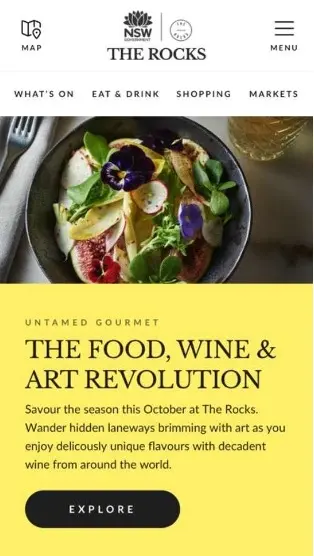 NSW
GOVERNMENT
THE ROCKS
MAP
MENU
WHAT'S ON EAT & DRINK SHOPPING MARKETS
UNTAMED GOURMET
THE FOOD, WINE &
ART REVOLUTION
Savour the season this October at The Rocks.
Wander hidden laneways brimming with art as you
enjoy delicously unique flavours with decadent
wine from around the world.
EXPLORE